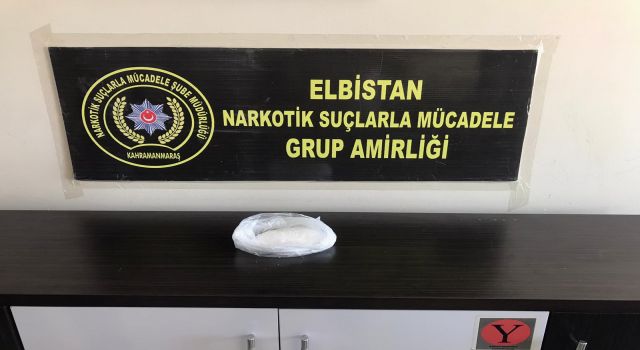 NARKOTİK SUÇLARLA MÜCADELE ŞUBE MÜDÜRLÜĞÜ
KAHRAMANMARAŞ
ELBİSTAN
NARKOTİK SUÇLARLA MÜCADELE
GRUP AMİRLİĞİ
Y